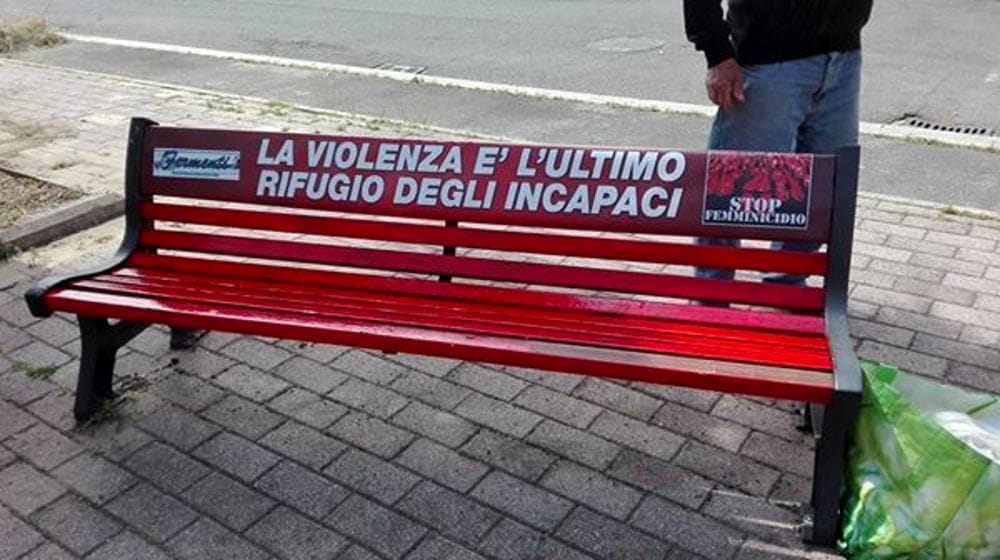 Fermenti
LA VIOLENZA E' L'ULTIMO
RIFUGIO DEGLI INCAPACI
STOP
FEMMINICIDIO